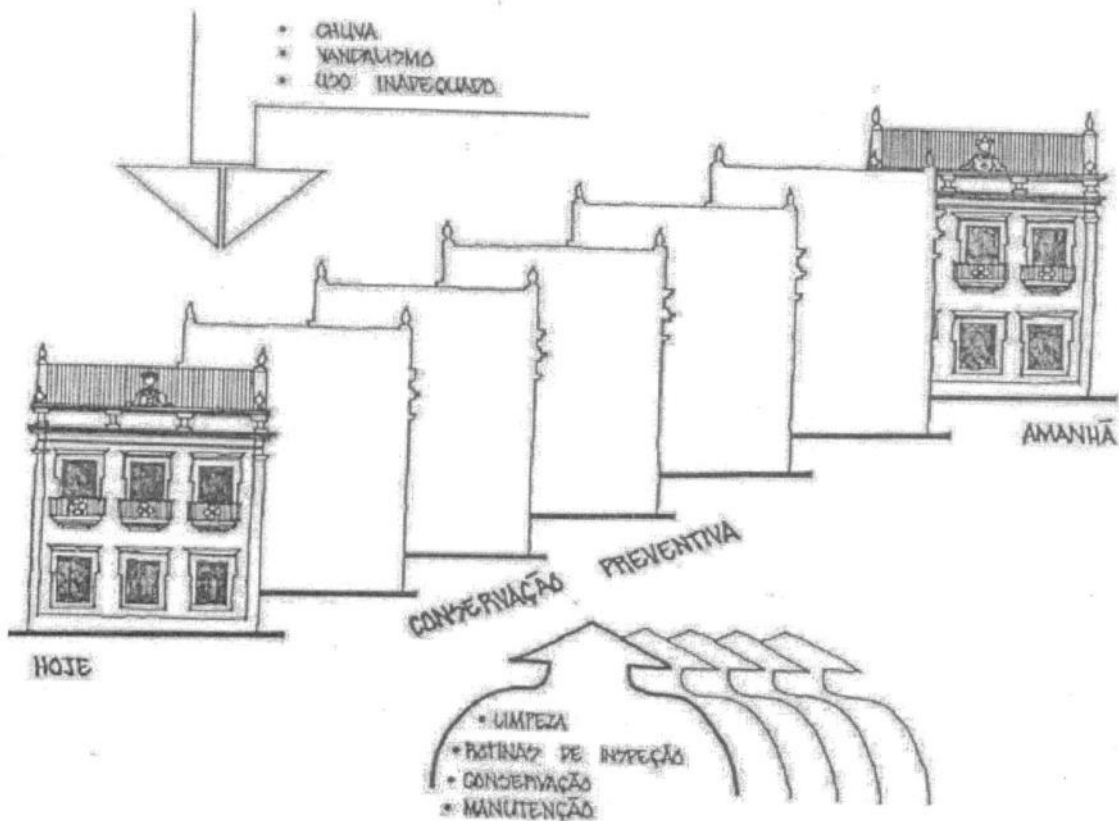 • CHUVA
• VANDALISMO
• USO INADEQUADO
AMANHÃ
CONSERVAÇÃO PREVENTIVA
HOJE
• LIMPEZA
• ROTINAS DE INSPEÇÃO
• CONSERVAÇÃO
• MANUTENÇÃO